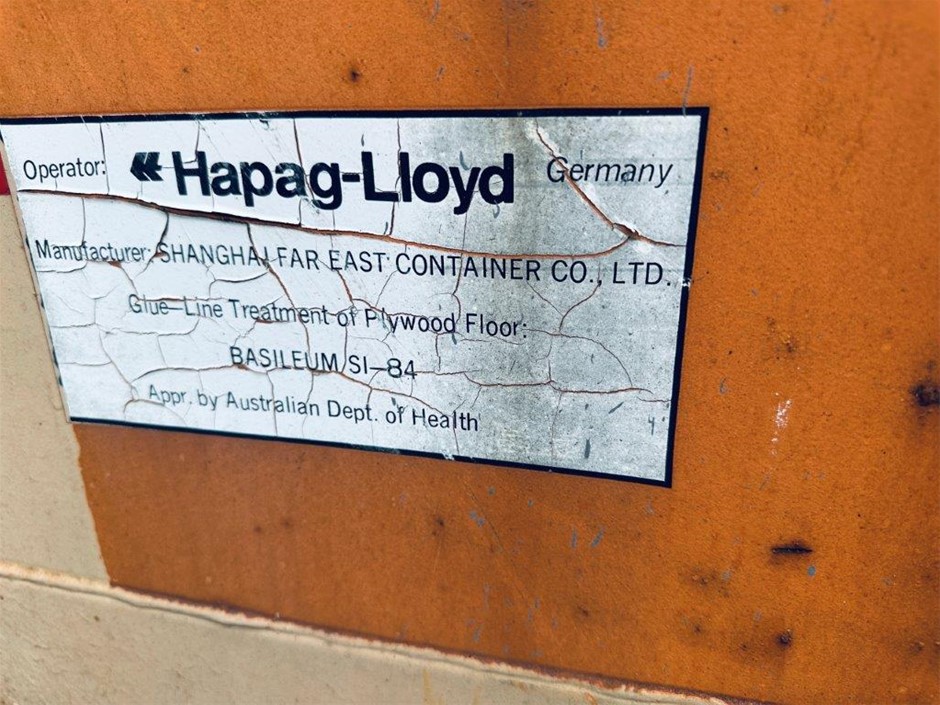 Operator: Hapag-Lloyd Germany
Manufacturer: SHANGHAI FAR EAST CONTAINER CO., LTD.
Glue-Line Treatment of Plywood Floor:
BASILEUM SI-84
Appr. by Australian Dept. of Health